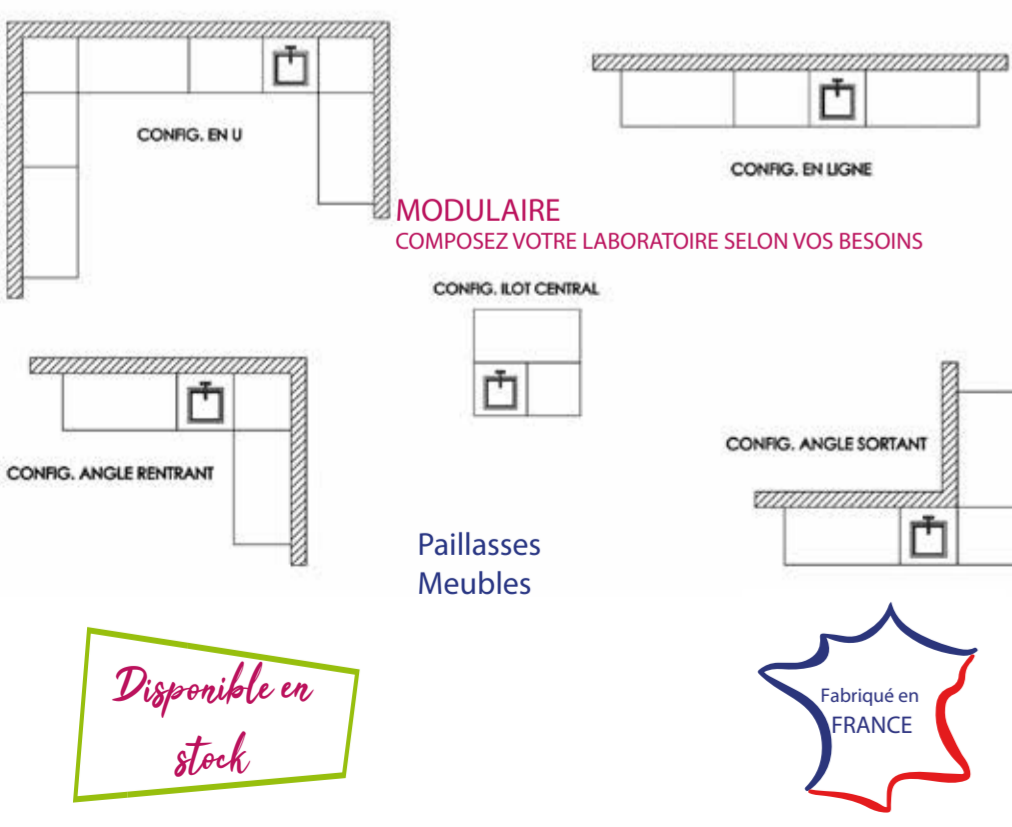 CONFIG. EN U
CONFIG. EN LIGNE
MODULAIRE
COMPOSEZ VOTRE LABORATOIRE SELON VOS BESOINS
CONFIG. ILOT CENTRAL
CONFIG. ANGLE RENTRANT
CONFIG. ANGLE SORTANT
Paillasses
Meubles
Disponible en
stock
Fabriqué en
FRANCE